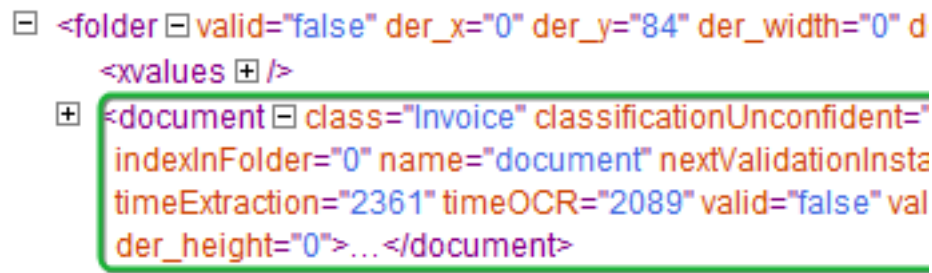 <folder valid="false" der_x="0" der_y="84" der_width="0"
<xvalues />
<document class="Invoice" classificationUnconfident="
indexInFolder="0" name="document" nextValidationInsta
timeExtraction="2361" timeOCR="2089" valid="false" val
der_height="0">...</document>